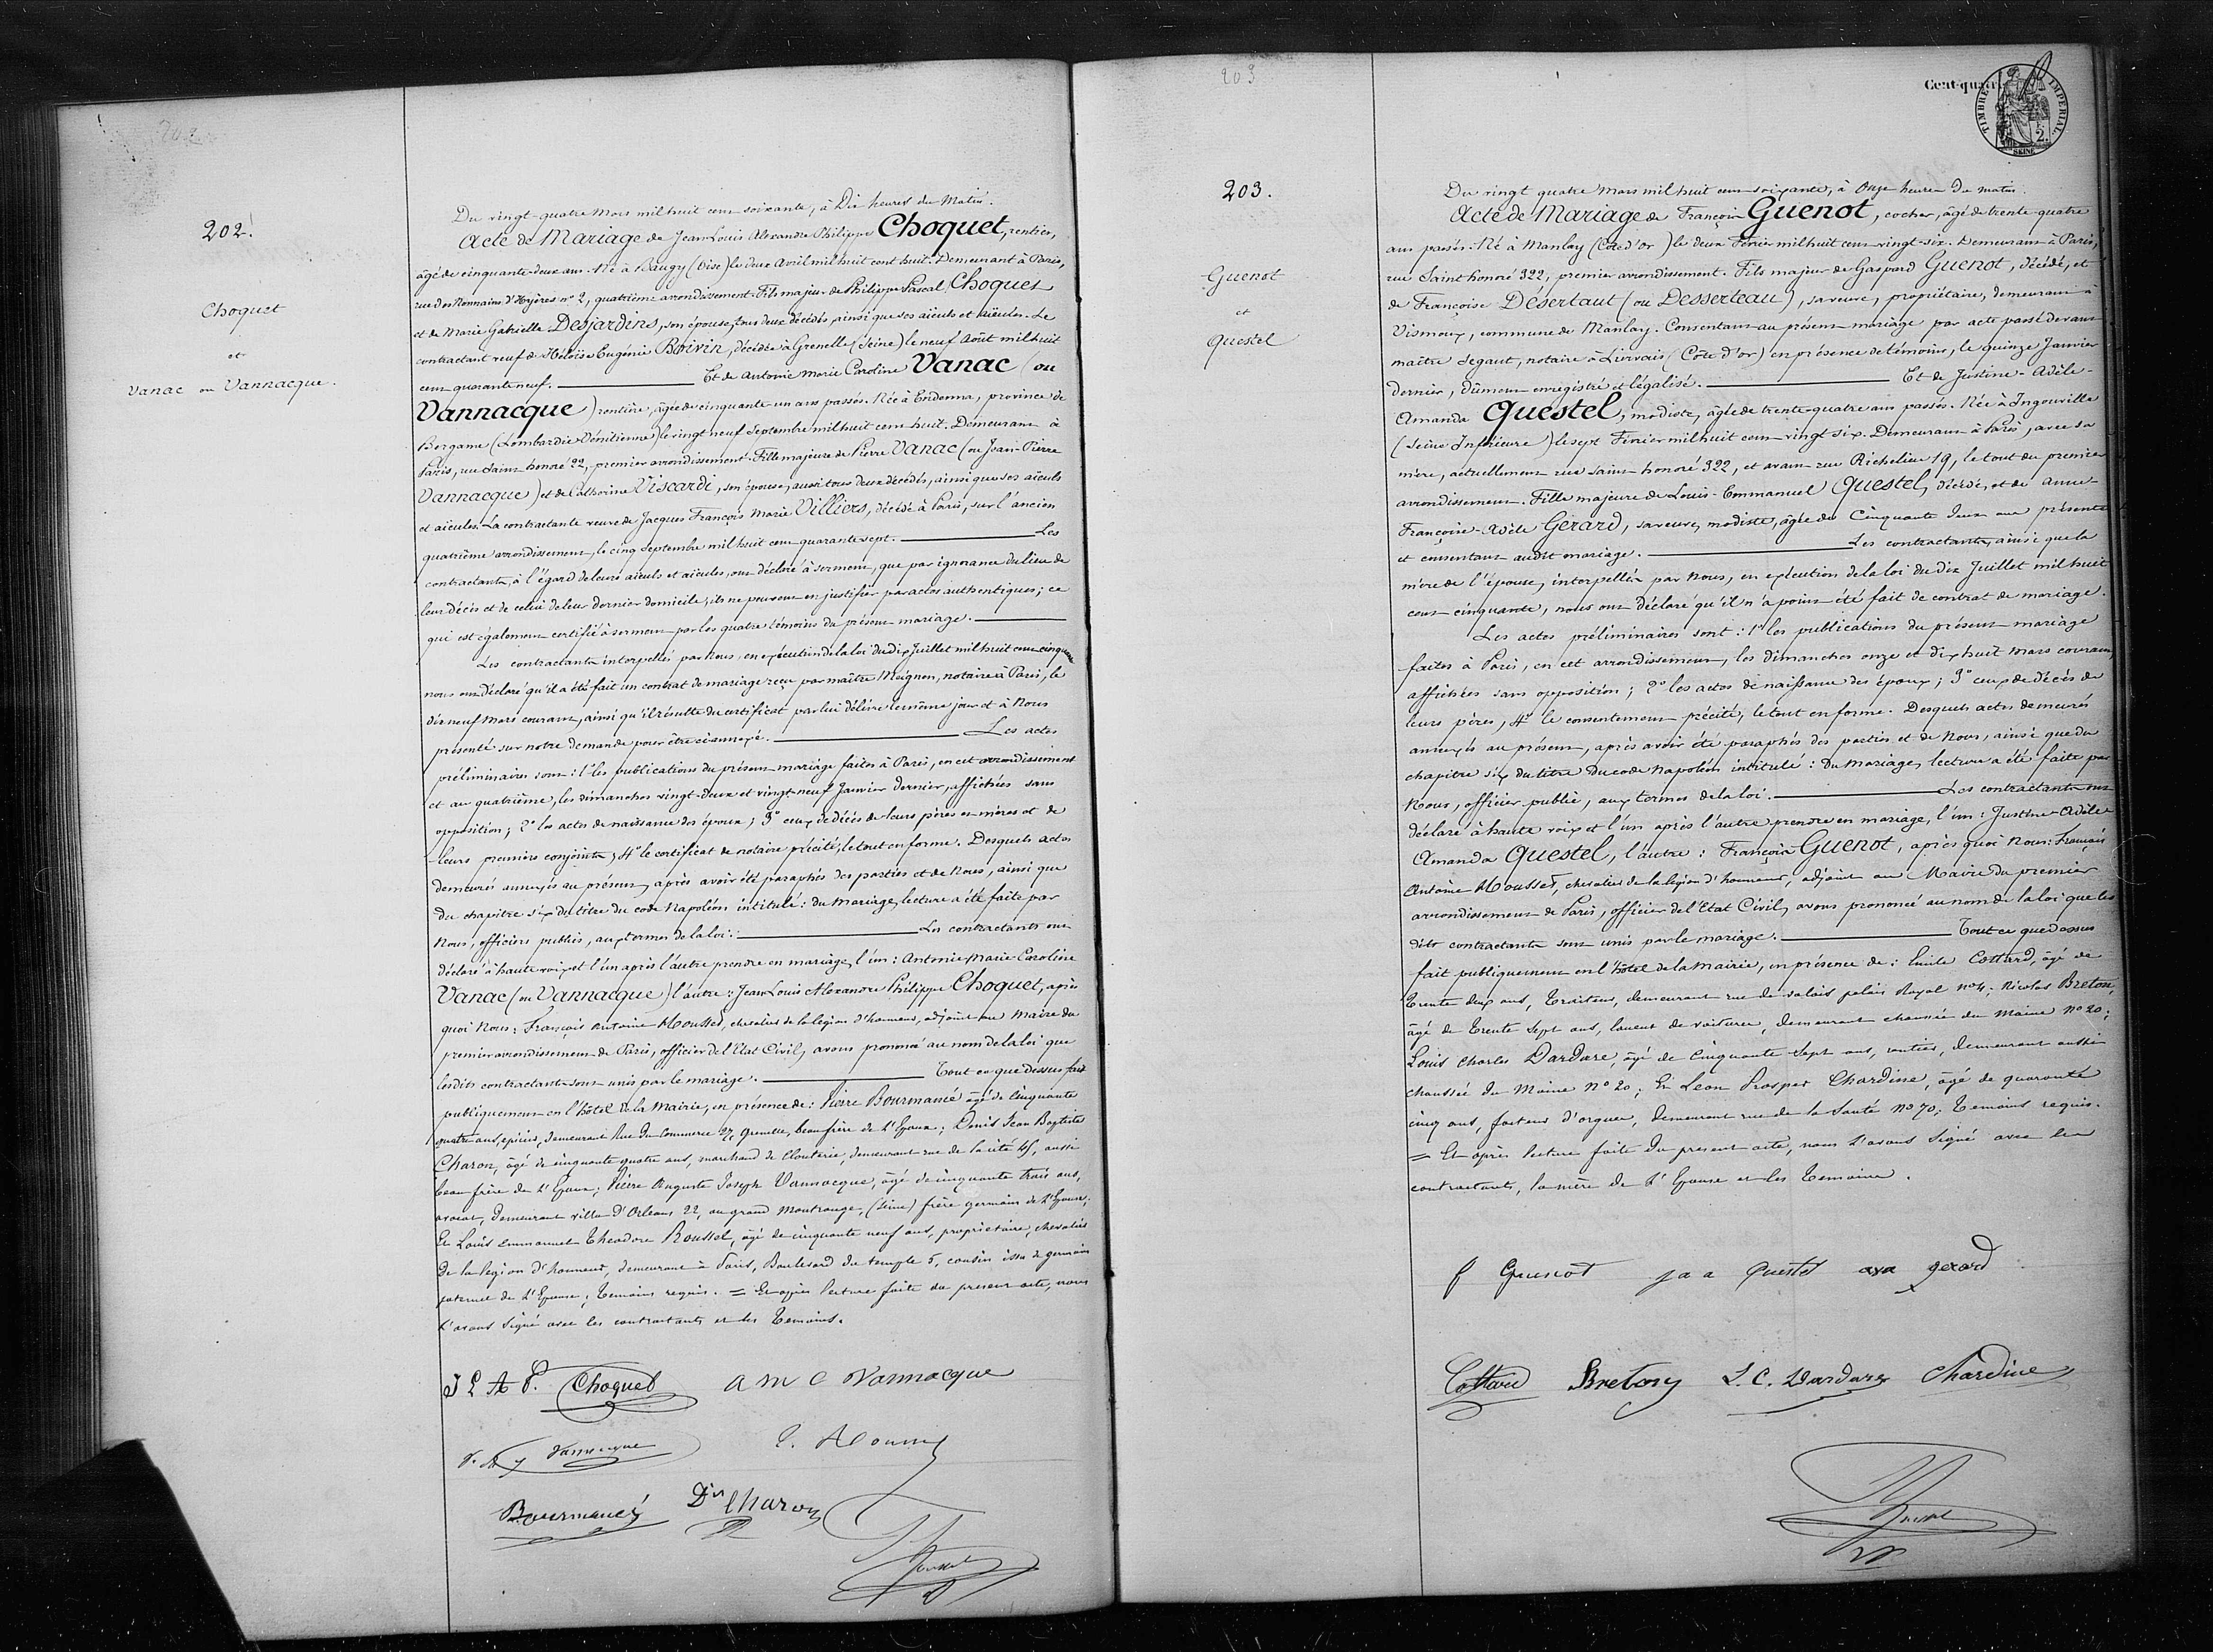 202.
Choquet
et
Vanac ou Vannacque.
Du vingt-quatre Mars mil huit cent soixante, à Dix heures du Matin.
Acte de Mariage de Jean Louis Alexandre Philippe Choquet, rentier,
âgé de cinquante-deux ans. Né à Baugy (Oise) le deux Avril mil huit cent huit. Demeurant à Paris,
rue des Nonnains d'Hyères n° 2, quatrième arrondissement. Fils majeur de Philippe Pascal Choquet
et de Marie Gabrielle Desjardins, son épouse, tous deux décédés, ainsi que ses aïeuls et aïeules. Le
contractant veuf de Héloïse Eugénie Boivin, décédée à Grenelle (Seine) le neuf Août mil huit
cent quarante neuf. Et de Antonie Marie Caroline Vanac (ou
Vannacque) rentière, âgée de cinquante-un ans passés. Née à Endenna, province de
Bergame (Lombardie Vénitienne) le vingt neuf Septembre mil huit cent huit. Demeurant à
Paris, rue Saint honoré 22, premier arrondissement. Fille majeure de Pierre Vanac (ou Jean-Pierre
Vannacque) et de Catherine Viscardi, son épouse, aussi tous deux décédés, ainsi que ses aïeuls
et aïeules. La contractante veuve de Jacques François Marie Villiers, décédé à Paris, sur l'ancien
quatrième arrondissement, le cinq Septembre mil huit cent quarante sept. Les
contractants, à l'égard de leurs aïeuls et aïeules, ont déclaré à serment, que par ignorance du lieu de
leur décès et de celui de leur dernier domicile, ils ne peuvent en justifier par actes authentiques; ce
qui est également certifié à serment par les quatre témoins du présent mariage.
Les contractants interpellés par Nous, en exécution de la loi du dix Juillet mil huit cent cinquante
nous ont déclaré qu'il a été fait un contrat de mariage reçu par maître Meignen, notaire à Paris, le
dix neuf Mars courant, ainsi qu'il résulte du certificat par lui délivré le même jour et à Nous
présenté sur notre demande pour être ci annexé. Les actes
préliminaires sont: 1° les publications du présent mariage faites à Paris, en cet arrondissement
et au quatrième, les dimanches vingt-deux et vingt-neuf Janvier dernier, affichées sans
opposition; 2° les actes de naissance des époux; 3° ceux de décès de leurs pères et mères et de
leurs premiers conjoints; 4° le certificat de notaire précité, le tout en forme. Desquels actes
demeurés annexés au présent, après avoir été paraphés des parties et de Nous, ainsi que
du chapitre six du titre du code Napoléon intitulé: du Mariage, lecture a été faite par
Nous, officiers publics, aux termes de la loi. Les contractants ont
déclaré à haute voix et l'un après l'autre prendre en mariage, l'un: Antonie Marie Caroline
Vanac (ou Vannacque) l'autre: Jean Louis Alexandre Philippe Choquet, après
quoi Nous: François Antoine Mousset, chevalier de la légion d'honneur, adjoint au Maire du
premier arrondissement de Paris, officier de l'Etat Civil, avons prononcé au nom de la loi que
lesdits contractants sont unis par le mariage. Tout ce que dessus fait
publiquement en l'hôtel de la Mairie, en présence de: Pierre Bourmancé âgé de cinquante
quatre ans, épicier, demeurant Rue du Commerce 27, Grenelle, beau frère de l'Epoux; Denis Jean Baptiste
Charon, âgé de cinquante quatre ans, marchand de clouterie, demeurant rue de la cité 45, aussi
beau frère de l'Epoux; Pierre Auguste Joseph Vannacque, âgé de cinquante trois ans,
avocat, demeurant villa d'Orleans 22, au grand Montrouge, (Seine) frère germain de l'Epouse;
Et Louis Emmanuel Theodore Roussel, âgé de cinquante neuf ans, propriétaire, chevalier
de la legion d'honneur, demeurant à Paris, Boulevard du temple 5, cousin issu de germain
paternel de l'Epouse; témoins requis. = Et après lecture faite du present acte, nous
l'avons signé avec les contractants et les temoins.
J L A P. Choquet a m C Vannacque
Vannacque
Bourmancé Dis Charon
203
Cent-quatre
TIMBRE IMPERIAL
2.
SEINE
203.
Guenot
et
Questel
Du vingt quatre Mars mil huit cent soixante, à Onze heures du matin.
Acte de Mariage de François Guenot, cocher, âgé de trente-quatre
ans passés. Né à Manlay (Côte d'or) le deux Février mil huit cent vingt-six. Demeurant à Paris,
rue Saint honoré 322, premier arrondissement. Fils majeur de Gaspard Guenot, décédé, et
de Françoise Désertaut (ou Desserteau), sa veuve, propriétaire, demeurant à
Vismoux, commune de Manlay. Consentant au présent mariage par acte passé devant
maître Segaut, notaire à Livrais (Côte d'or) en présence de témoins, le quinze Janvier
dernier, dûment enregistré et légalisé. Et de Justine-Adèle-
Amanda Questel, modiste, âgée de trente-quatre ans passés. Née à Ingouville
(Seine Inférieure) le sept Février mil huit cent vingt six. Demeurant à Paris, avec sa
mère, actuellement rue Saint honoré 322, et avant rue Richelieu 19, le tout du premier
arrondissement. Fille majeure de Louis-Emmanuel Questel, décédé, et de Anne-
Françoise-Adèle Gérard, sa veuve, modiste, âgée de cinquante deux ans présente
et consentant audit mariage. Les contractants, ainsi que la
mère de l'épouse, interpellés par Nous, en exécution de la loi du dix Juillet mil huit
cent cinquante, nous ont déclaré qu'il n'a point été fait de contrat de mariage.
Les actes préliminaires sont: 1° les publications du présent mariage
faites à Paris, en cet arrondissement, les dimanches onze et dix huit Mars courant,
affichées sans opposition; 2° les actes de naissance des époux; 3° ceux de décès de
leurs pères; 4° le consentement précité, le tout en forme. Desquels actes demeurés
annexés au présent, après avoir été paraphés des parties et de Nous, ainsi que du
chapitre six du titre du code Napoléon intitulé: du Mariage, lecture a été faite par
Nous, officier public, aux termes de la loi. Les contractants ont
déclaré à haute voix et l'un après l'autre prendre en mariage, l'un: Justine-Adèle
Amanda Questel, l'autre: François Guenot, après quoi Nous: François
Antoine Mousset, chevalier de la légion d'honneur, adjoint au Maire du premier
arrondissement de Paris, officier de l'Etat Civil, avons prononcé au nom de la loi que les
dits contractants sont unis par le mariage. Tout ce que dessus
fait publiquement en l'hôtel de la Mairie, en présence de: Emile Cottard, âgé de
trente deux ans, traiteur, demeurant rue de valois palais Royal n° 4; Nicolas Breton,
âgé de trente sept ans, loueur de voitures, demeurant chaussée du Maine n° 20;
Louis Charles Dardare, âgé de cinquante sept ans, rentier, demeurant aussi
chaussée du Maine n° 20; Et Leon Prosper Chardine, âgé de quarante
cinq ans, facteur d'orgues, demeurant rue de la Santé n° 70; temoins requis.
= Et après lecture faite du present acte, nous l'avons signé avec les
contractants, la mère de l'Epouse et les temoins.
f Guenot j a a Questel axa gerard
Cottard Breton L. C. Dardare Chardine